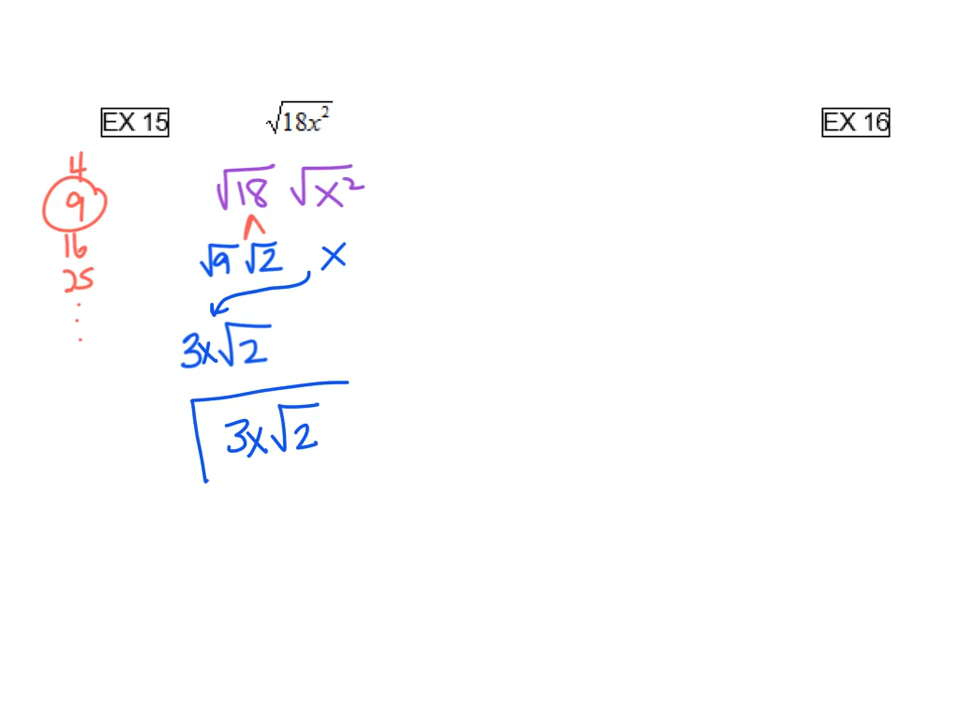 EX 15 √18x² EX 16
4
9
16
25
⋮
√18 √x²
√9 √2 x
3x√2
3x√2